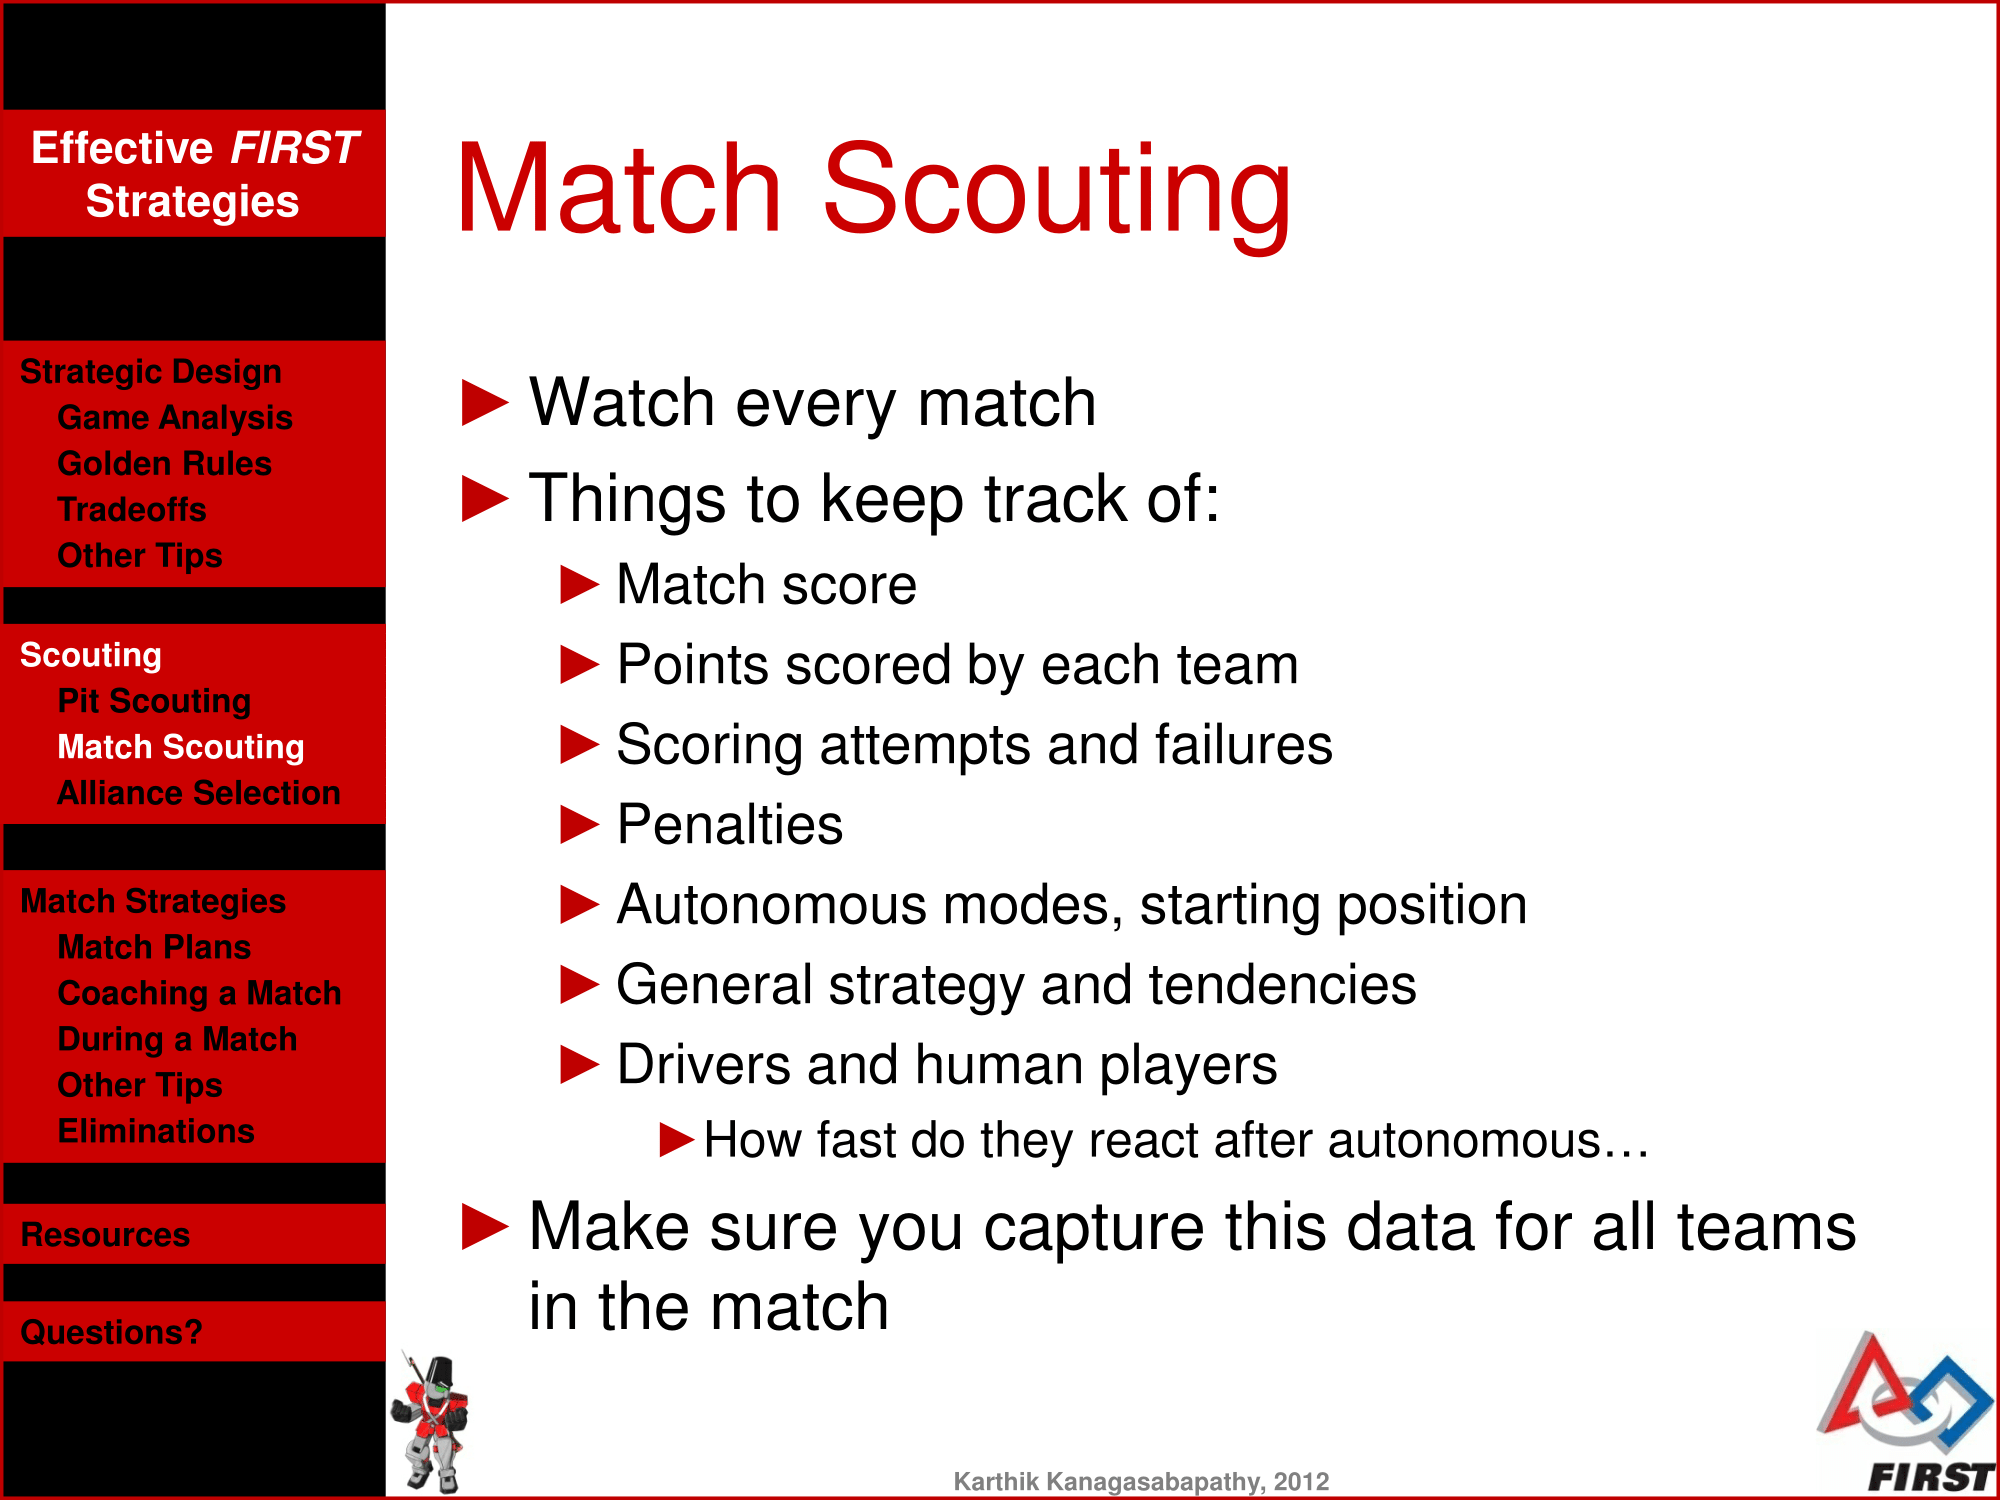 Effective FIRST
Strategies
Strategic Design
Game Analysis
Golden Rules
Tradeoffs
Other Tips
Scouting
Pit Scouting
Match Scouting
Alliance Selection
Match Strategies
Match Plans
Coaching a Match
During a Match
Other Tips
Eliminations
Resources
Questions?
Match Scouting
► Watch every match
► Things to keep track of:
► Match score
► Points scored by each team
► Scoring attempts and failures
► Penalties
► Autonomous modes, starting position
► General strategy and tendencies
► Drivers and human players
► How fast do they react after autonomous…
► Make sure you capture this data for all teams
in the match
Karthik Kanagasabapathy, 2012
FIRST